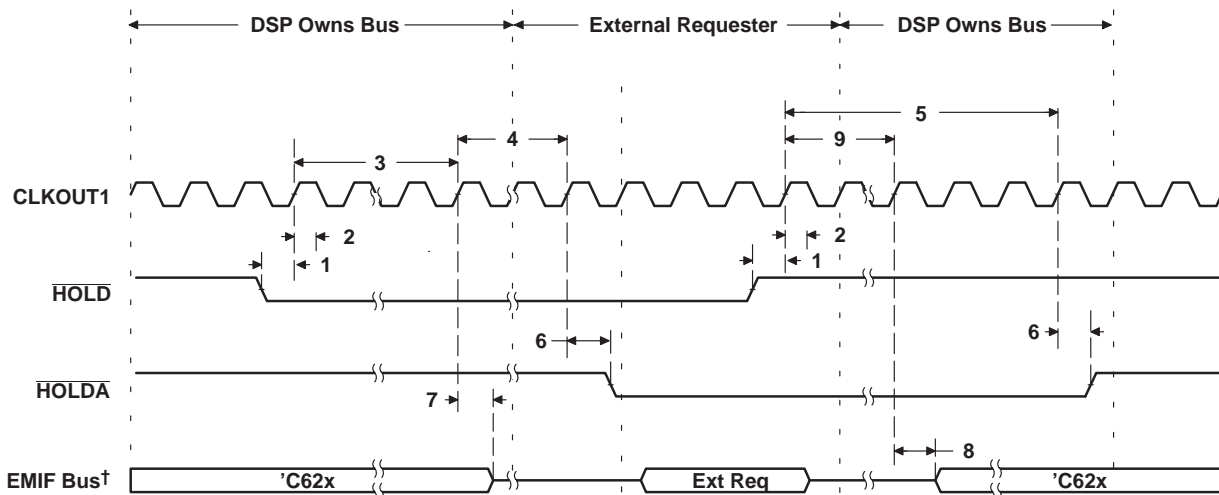 DSP Owns Bus External Requester DSP Owns Bus
5
4 9
3
CLKOUT1
2 2
1 1
HOLD
6 6
HOLDA
7
8
EMIF Bus† ’C62x Ext Req ’C62x